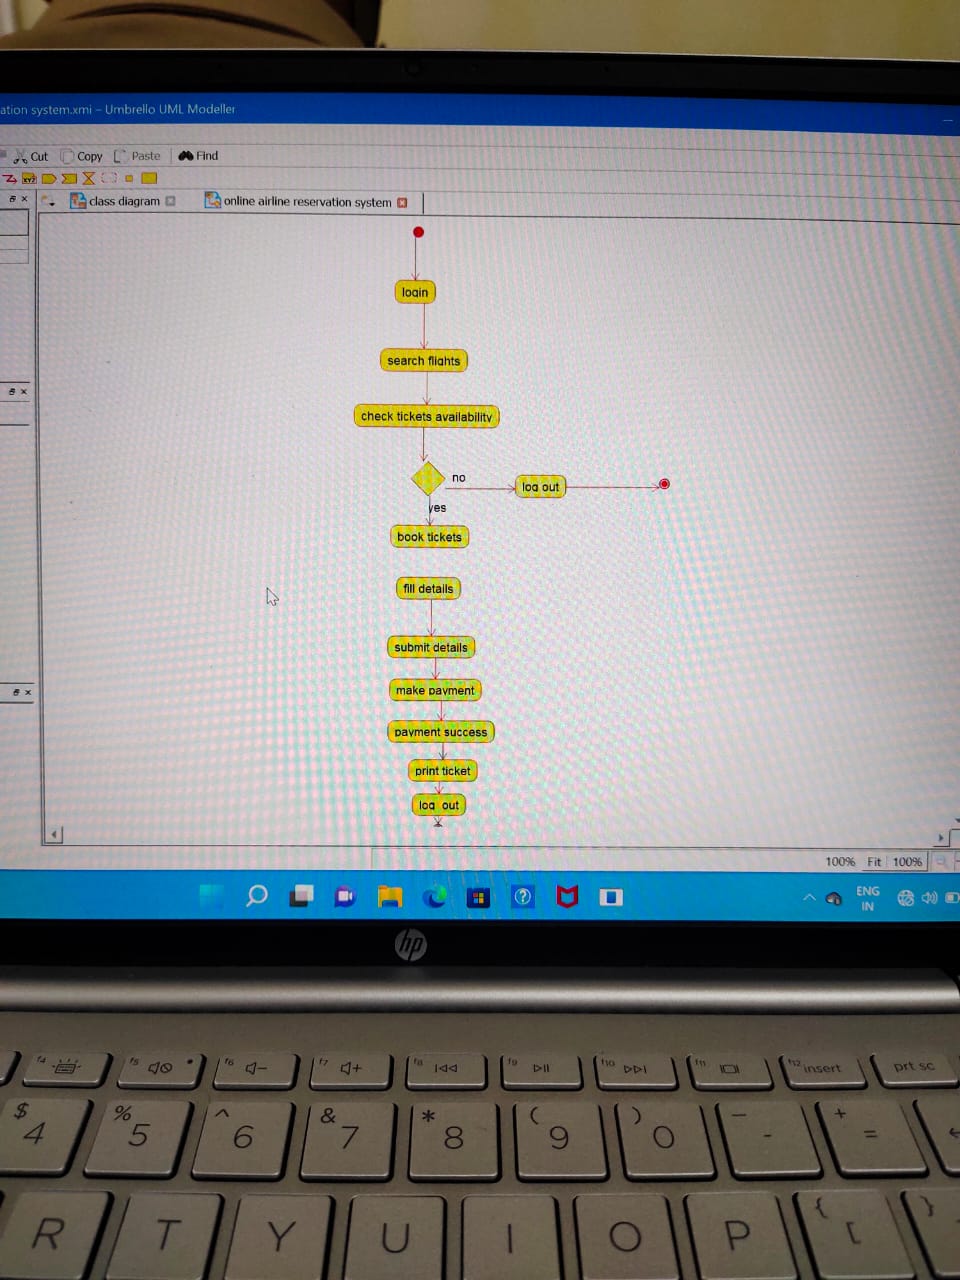 ation system.xmi – Umbrello UML Modeller
Cut Copy Paste Find
class diagram online airline reservation system
login
search flights
check tickets availability
no
log out
yes
book tickets
fill details
submit details
make payment
payment success
print ticket
log out
100% Fit 100%
ENG
IN
hp
f4 f5 f6 f7 f8 f9 f10 f11 f12 insert prt sc
$ % ^ & * ( ) _ - + =
4 5 6 7 8 9 0
R T Y U I O P { [ }